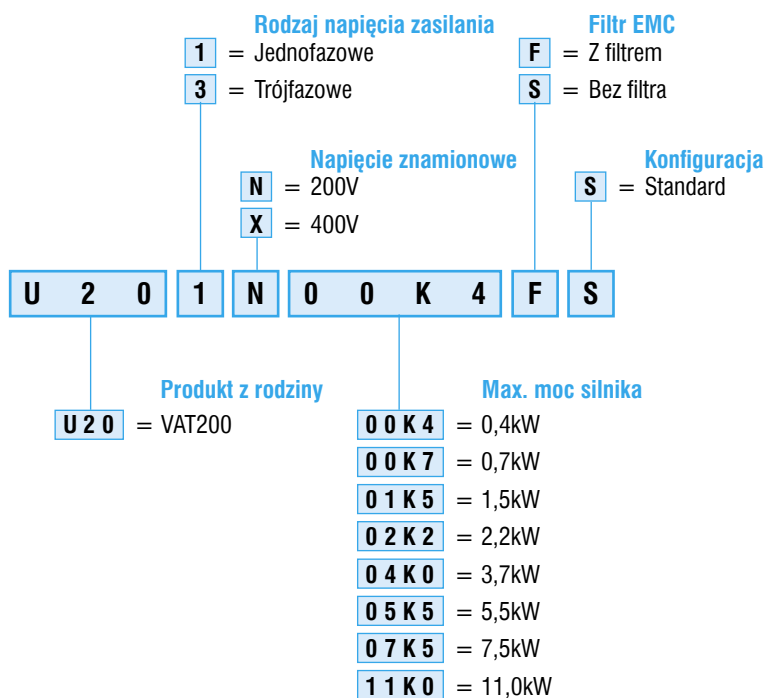 Rodzaj napięcia zasilania
1 = Jednofazowe
3 = Trójfazowe
Filtr EMC
F = Z filtrem
S = Bez filtra
Napięcie znamionowe
N = 200V
X = 400V
Konfiguracja
S = Standard
U 2 0 1 N 0 0 K 4 F S
Produkt z rodziny
U 2 0 = VAT200
Max. moc silnika
0 0 K 4 = 0,4kW
0 0 K 7 = 0,7kW
0 1 K 5 = 1,5kW
0 2 K 2 = 2,2kW
0 4 K 0 = 3,7kW
0 5 K 5 = 5,5kW
0 7 K 5 = 7,5kW
1 1 K 0 = 11,0kW